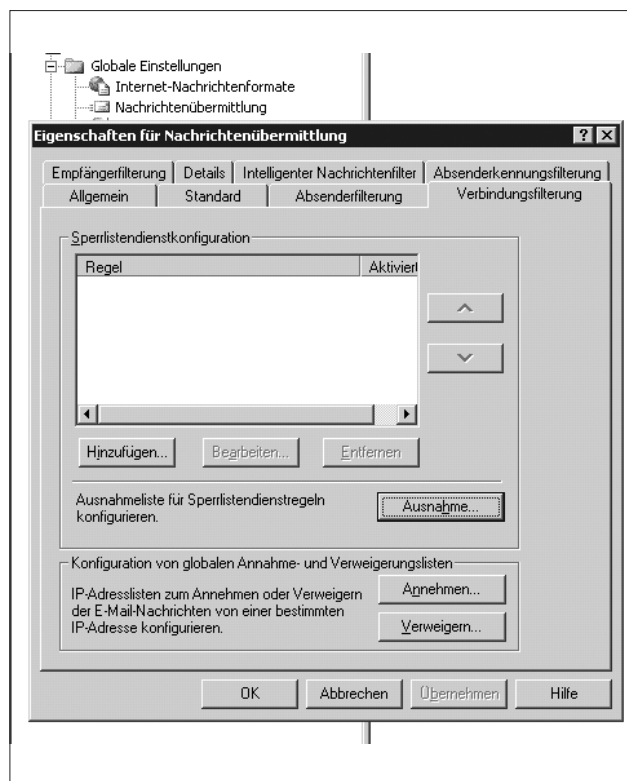 Globale Einstellungen
Internet-Nachrichtenformate
Nachrichtenübermittlung
Eigenschaften für Nachrichtenübermittlung
Empfängerfilterung Details Intelligenter Nachrichtenfilter Absenderkennungsfilterung
Allgemein Standard Absenderfilterung Verbindungsfilterung
Sperrlistendienstkonfiguration
Regel Aktiviert
Hinzufügen... Bearbeiten... Entfernen
Ausnahmeliste für Sperrlistendienstregeln
konfigurieren.
Ausnahme...
Konfiguration von globalen Annahme- und Verweigerungslisten
IP-Adresslisten zum Annehmen oder Verweigern
der E-Mail-Nachrichten von einer bestimmten
IP-Adresse konfigurieren.
Annehmen...
Verweigern...
OK Abbrechen Übernehmen Hilfe